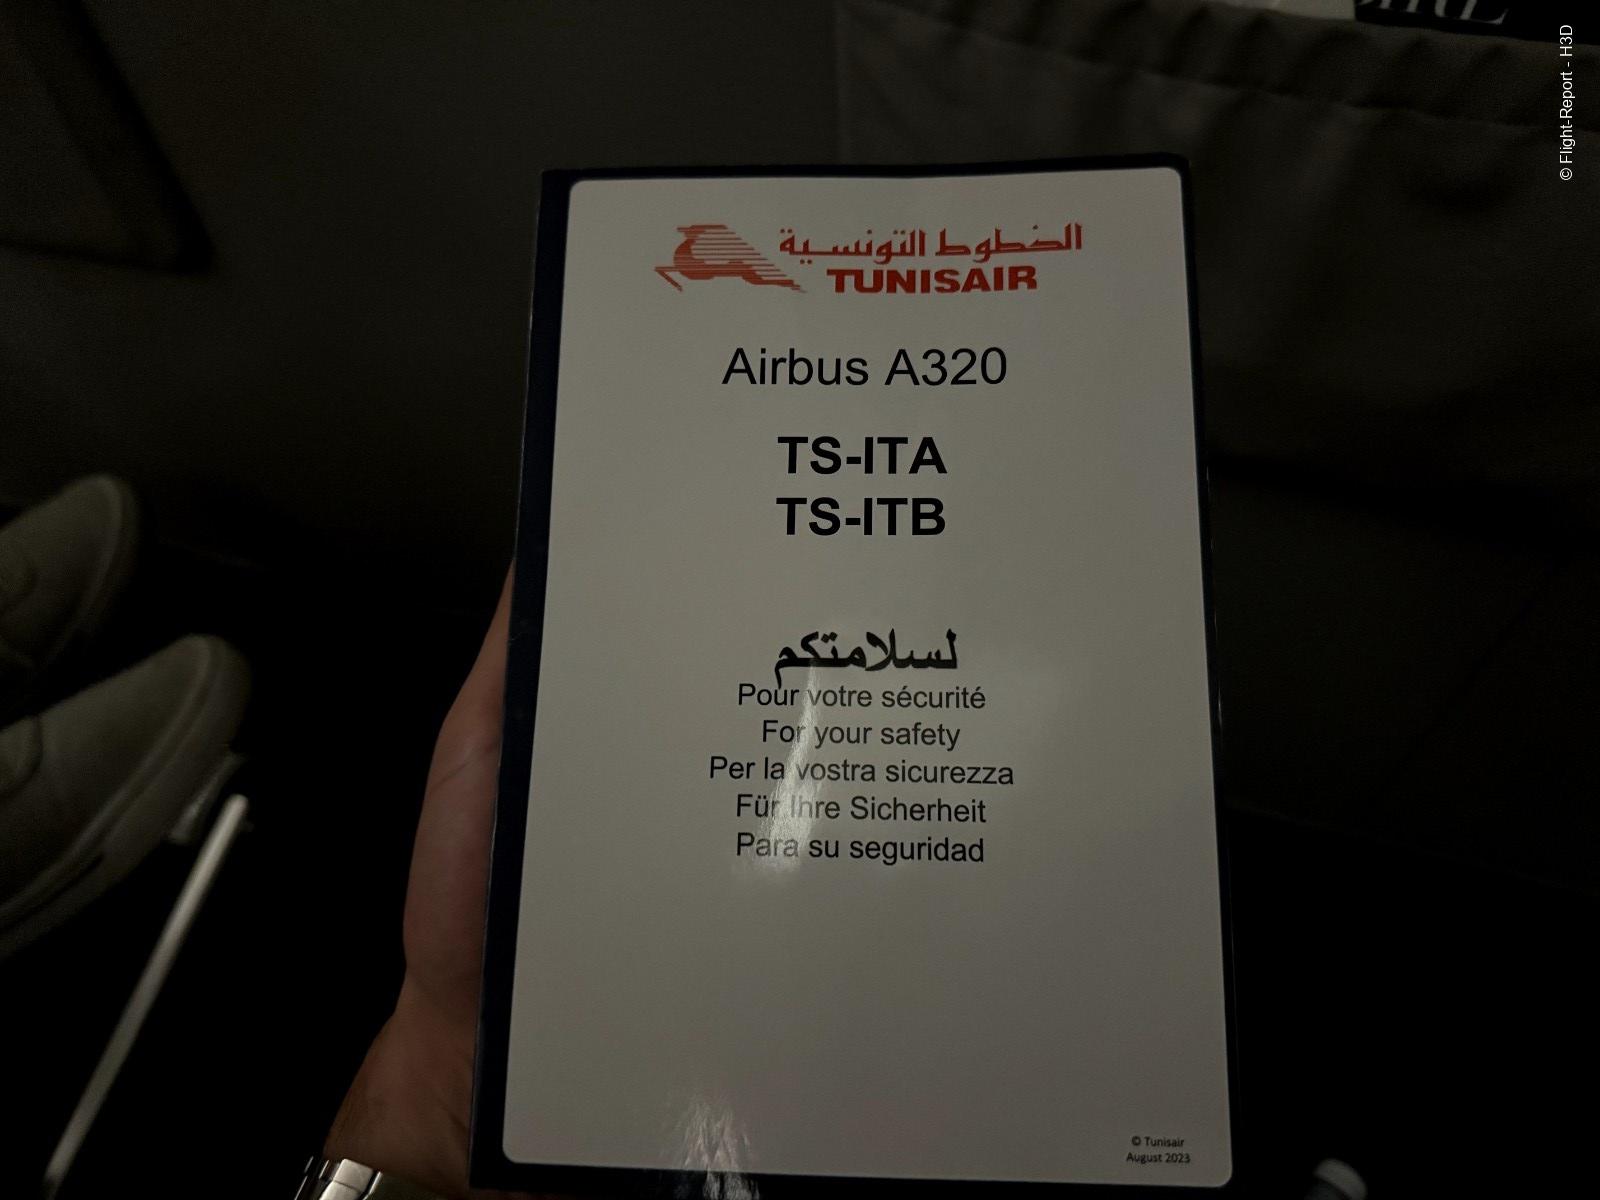 الخطوط التونسية
TUNISAIR
Airbus A320
TS-ITA
TS-ITB
لسلامتكم
Pour votre sécurité
For your safety
Per la vostra sicurezza
Für Ihre Sicherheit
Para su seguridad
© Tunisair
August 2023
© Flight-Report - H3D